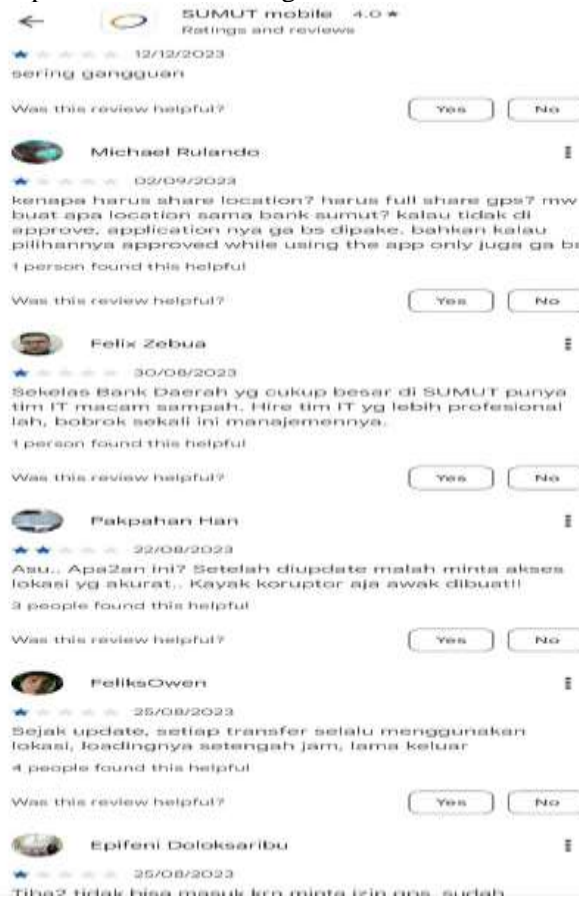 SUMUT mobile 4.0 ★
Ratings and reviews
12/12/2023
sering gangguan
Was this review helpful? Yes No
Michael Rulando
02/09/2023
kenapa harus share location? harus full share gps? mw
buat apa location sama bank sumut? kalau tidak di
approve, application nya ga bs dipake. bahkan kalau
pilihannya approved while using the app only juga ga
1 person found this helpful
Was this review helpful? Yes No
Felix Zebua
30/08/2023
Sekelas Bank Daerah yg cukup besar di SUMUT punya
tim IT macam sampah. Hire tim IT yg lebih profesional
lah, bobrok sekali ini manajemennya.
1 person found this helpful
Was this review helpful? Yes No
Pakpahan Han
22/08/2023
Asu.. Apa2an ini? Setelah diupdate malah minta akses
lokasi yg akurat.. Kayak koruptor aja awak dibuat!!
3 people found this helpful
Was this review helpful? Yes No
FeliksOwen
25/08/2023
Sejak update, setiap transfer selalu menggunakan
lokasi, loadingnya setengah jam, lama keluar
4 people found this helpful
Was this review helpful? Yes No
Epifeni Doloksaribu
25/08/2023
Tiba2 tidak bisa masuk krn minta izin gps, sudah